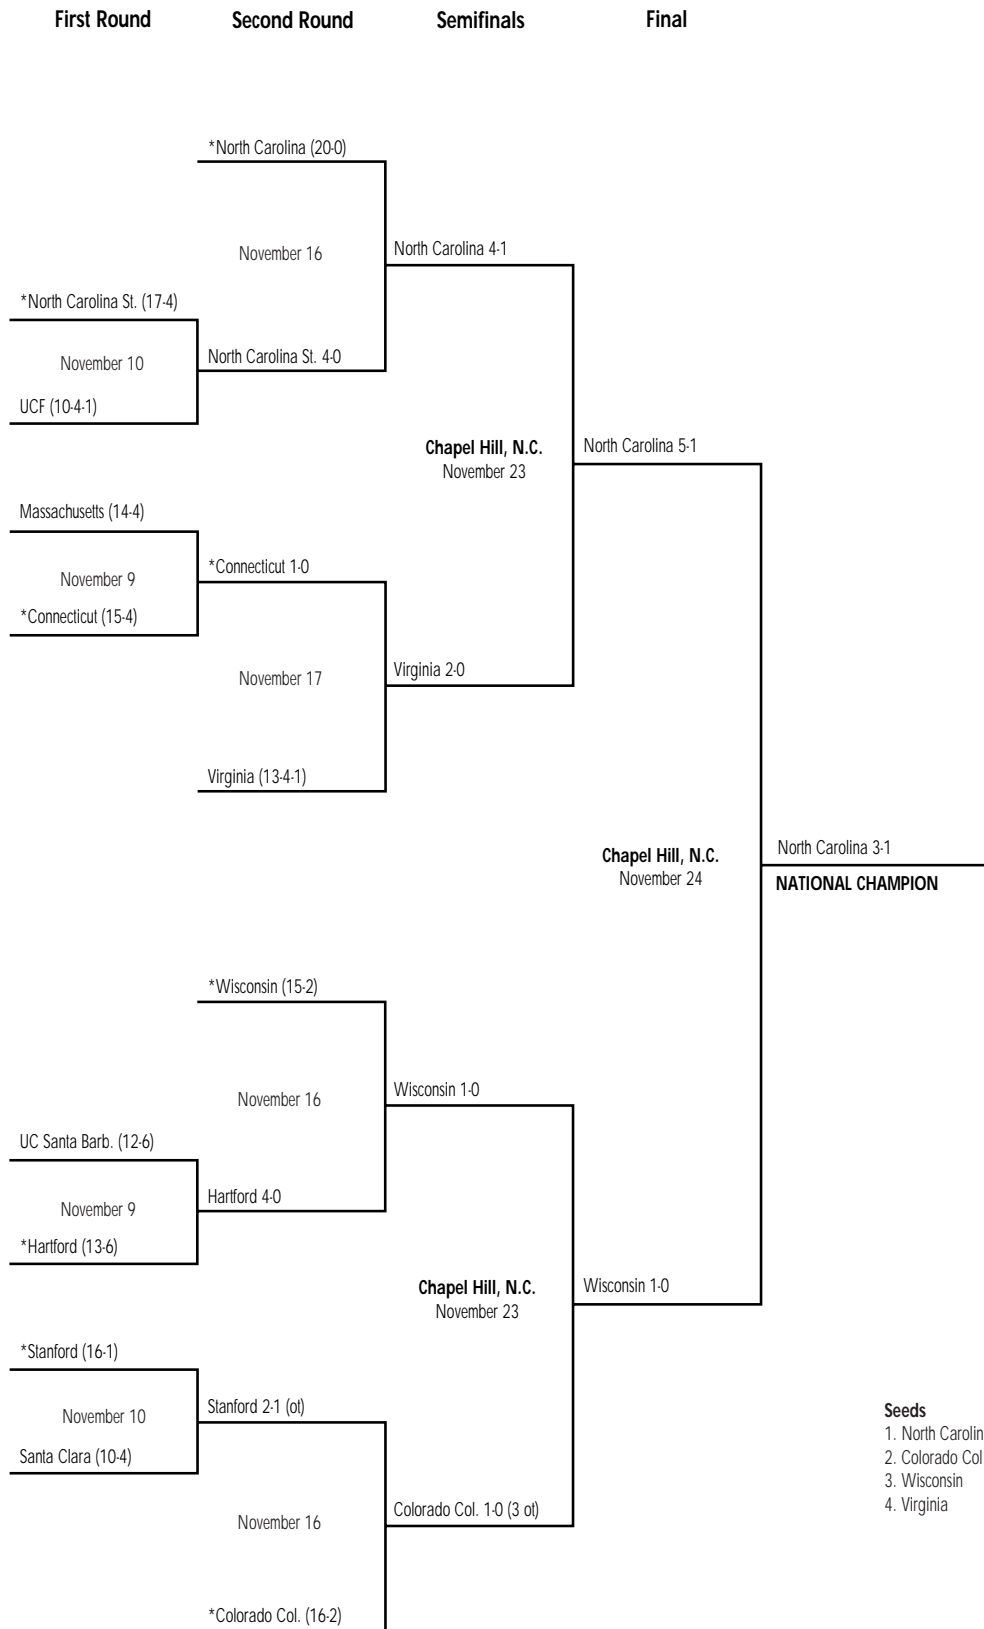 First Round Second Round Semifinals Final
*North Carolina (20-0)
November 16
North Carolina 4-1
*North Carolina St. (17-4)
November 10
North Carolina St. 4-0
UCF (10-4-1)
Chapel Hill, N.C.
November 23
North Carolina 5-1
Massachusetts (14-4)
November 9
*Connecticut 1-0
*Connecticut (15-4)
November 17
Virginia 2-0
Virginia (13-4-1)
Chapel Hill, N.C.
November 24
North Carolina 3-1
NATIONAL CHAMPION
*Wisconsin (15-2)
November 16
Wisconsin 1-0
UC Santa Barb. (12-6)
November 9
Hartford 4-0
*Hartford (13-6)
Chapel Hill, N.C.
November 23
Wisconsin 1-0
*Stanford (16-1)
November 10
Stanford 2-1 (ot)
Santa Clara (10-4)
November 16
Colorado Col. 1-0 (3 ot)
*Colorado Col. (16-2)
Seeds
1. North Carolin
2. Colorado Col
3. Wisconsin
4. Virginia